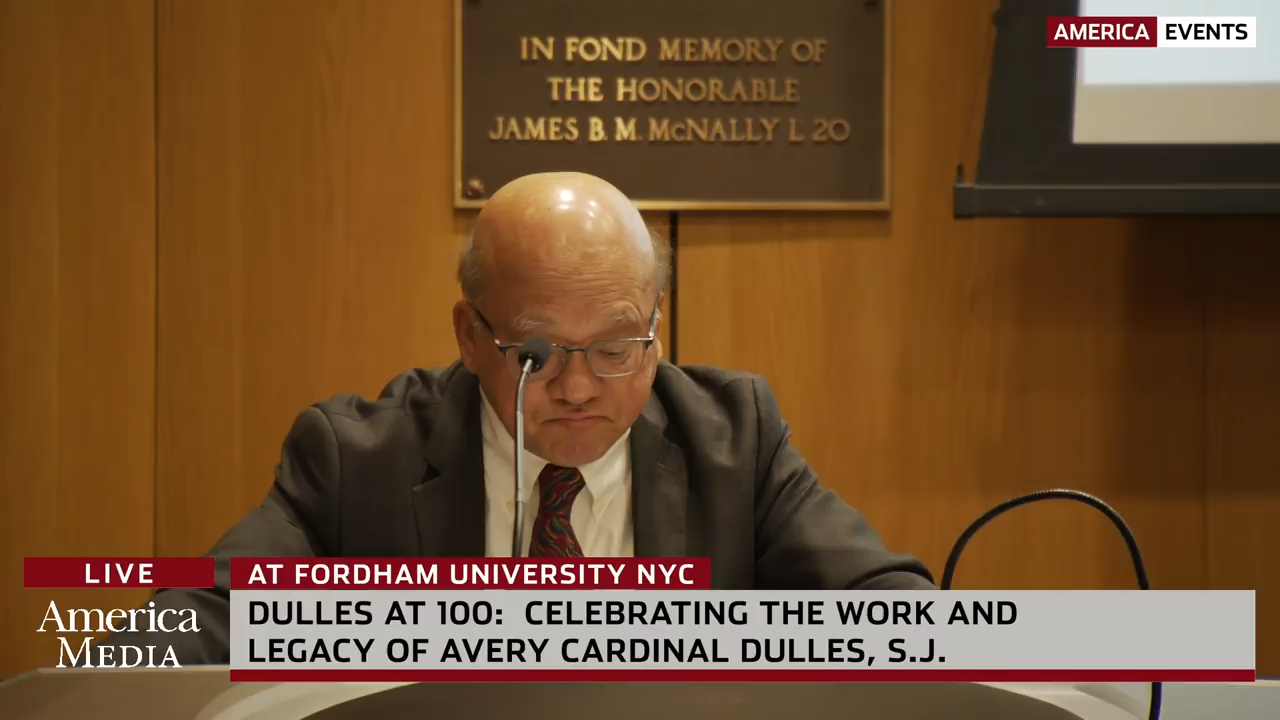 IN FOND MEMORY OF
THE HONORABLE
JAMES B. M. McNALLY L'20
AMERICA EVENTS
LIVE
AT FORDHAM UNIVERSITY NYC
America
MEDIA
DULLES AT 100: CELEBRATING THE WORK AND
LEGACY OF AVERY CARDINAL DULLES, S.J.